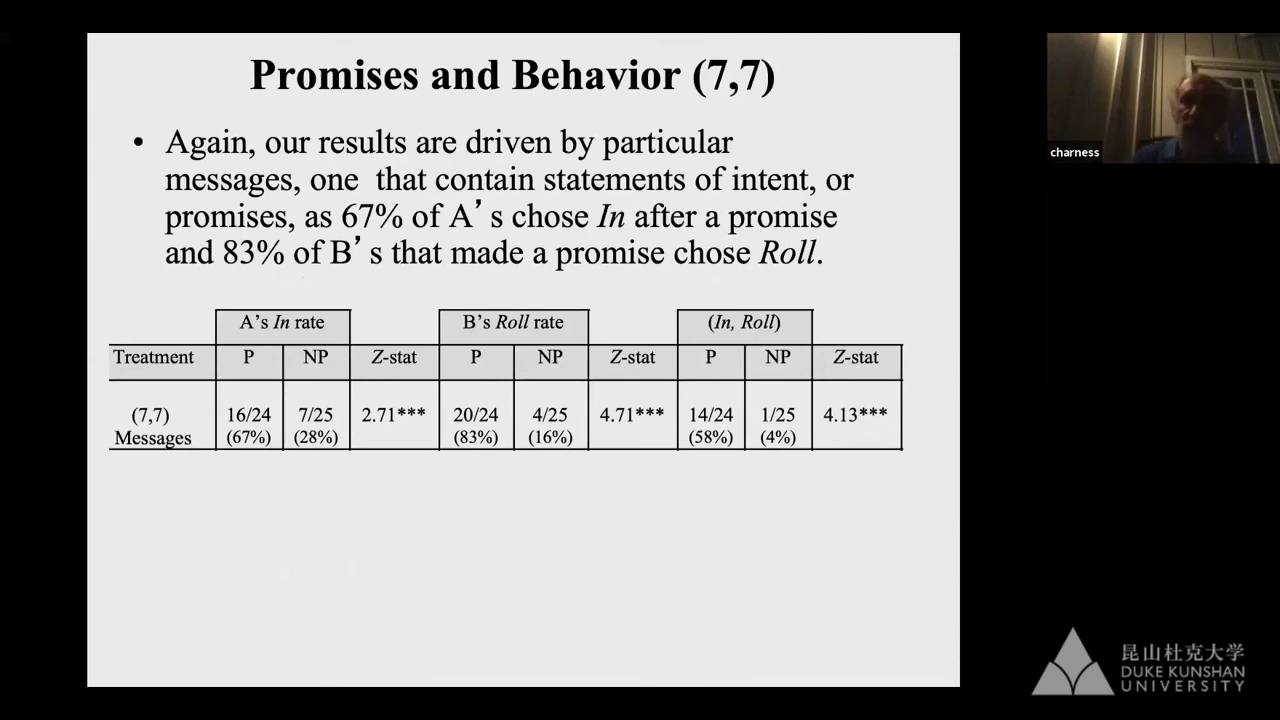 Promises and Behavior (7,7)
• Again, our results are driven by particular
messages, one that contain statements of intent, or
promises, as 67% of A’s chose In after a promise
and 83% of B’s that made a promise chose Roll.
A’s In rate B’s Roll rate (In, Roll)
Treatment P NP Z-stat P NP Z-stat P NP Z-stat
(7,7) 16/24 7/25 2.71*** 20/24 4/25 4.71*** 14/24 1/25 4.13***
Messages (67%) (28%) (83%) (16%) (58%) (4%)
charness
昆山杜克大学
DUKE KUNSHAN
UNIVERSITY